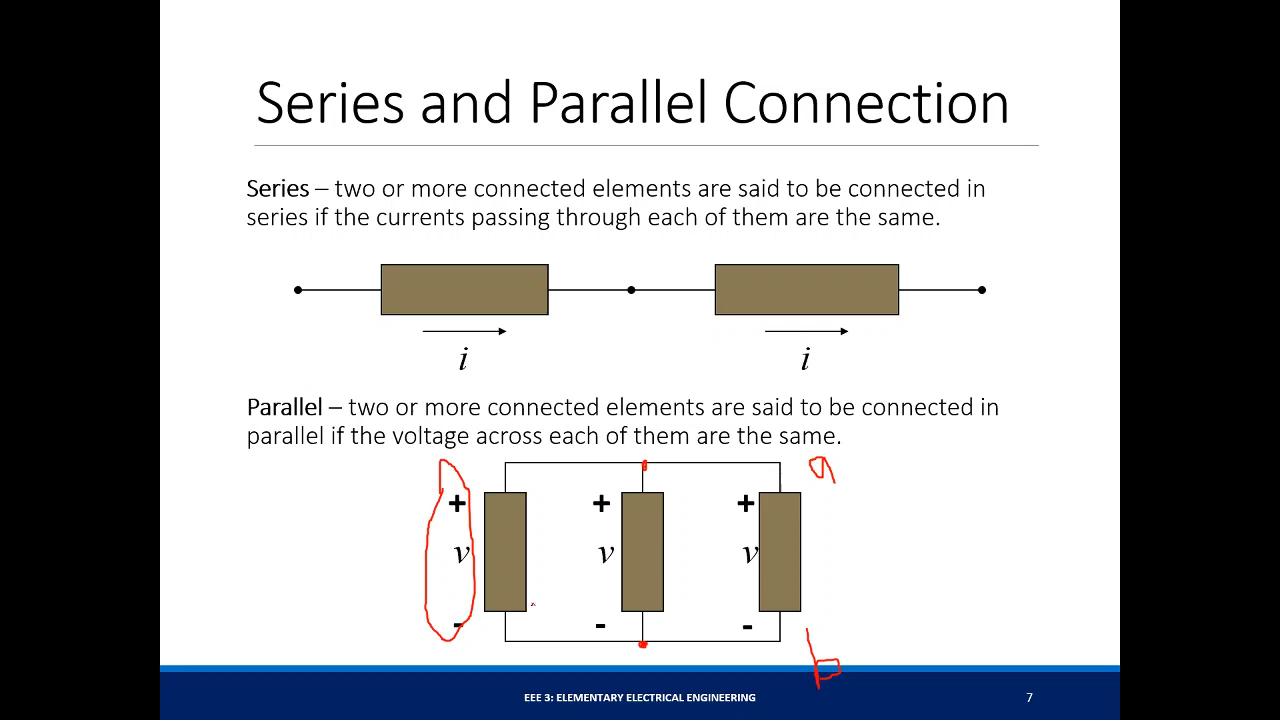 Series and Parallel Connection
Series – two or more connected elements are said to be connected in
series if the currents passing through each of them are the same.
i i
Parallel – two or more connected elements are said to be connected in
parallel if the voltage across each of them are the same.
a
+ + +
v v v
- - -
b
EEE 3: ELEMENTARY ELECTRICAL ENGINEERING 7